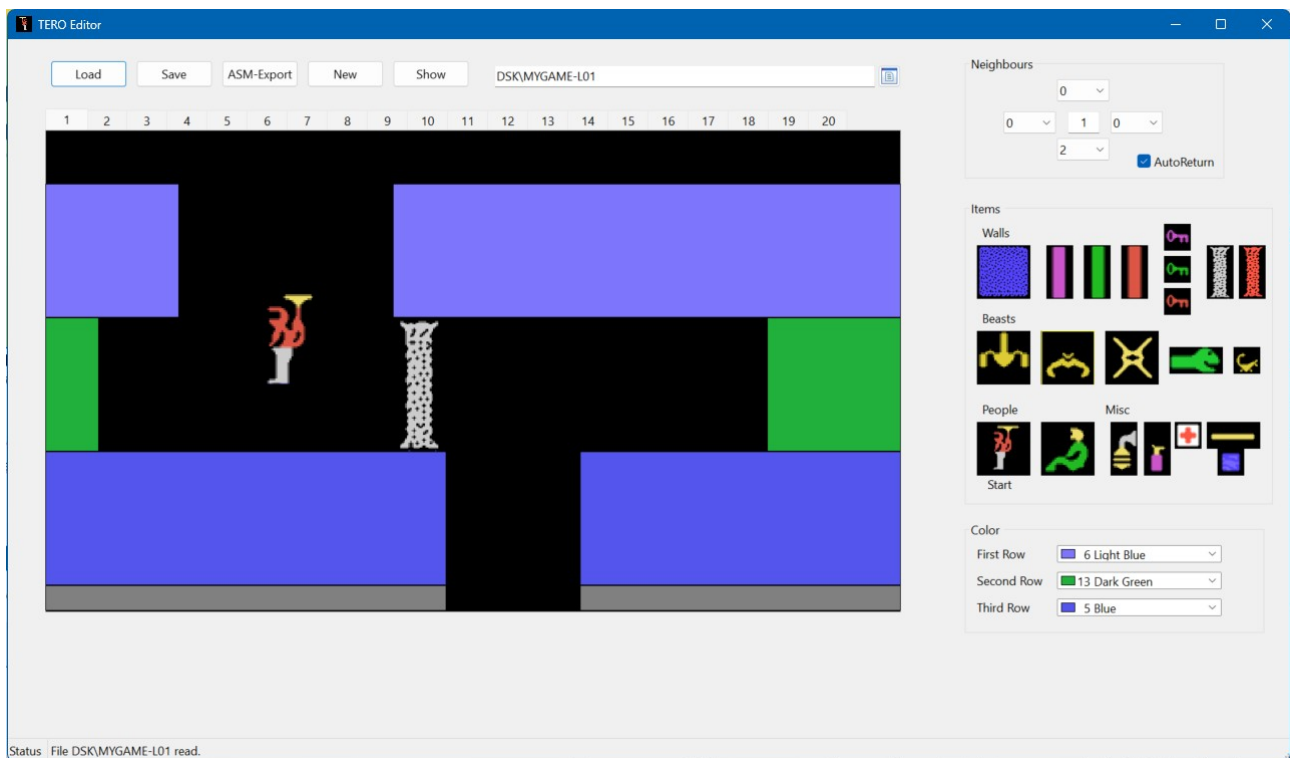 TERO Editor
Load Save ASM-Export New Show DSK\MYGAME-L01
1 2 3 4 5 6 7 8 9 10 11 12 13 14 15 16 17 18 19 20
Neighbours
0
0 1 0
2
AutoReturn
Items
Walls
Beasts
People Misc
Start
Color
First Row 6 Light Blue
Second Row 13 Dark Green
Third Row 5 Blue
Status File DSK\MYGAME-L01 read.